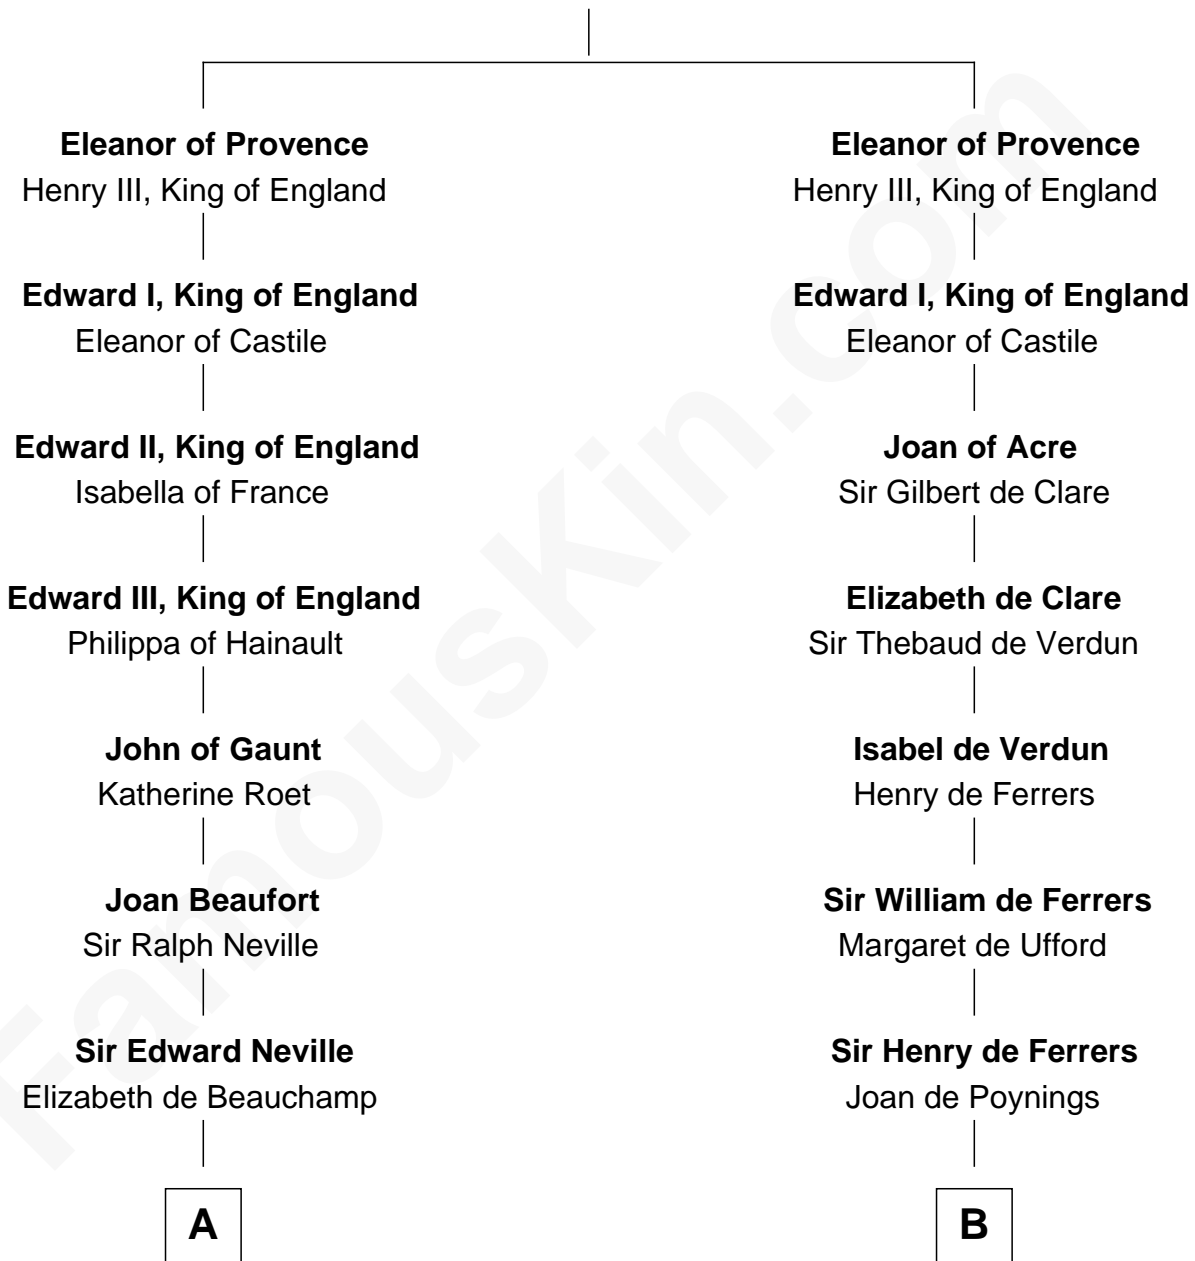 Eleanor of Provence
Henry III, King of England
Edward I, King of England
Eleanor of Castile
Edward II, King of England
Isabella of France
Edward III, King of England
Philippa of Hainault
John of Gaunt
Katherine Roet
Joan Beaufort
Sir Ralph Neville
Sir Edward Neville
Elizabeth de Beauchamp
A
Eleanor of Provence
Henry III, King of England
Edward I, King of England
Eleanor of Castile
Joan of Acre
Sir Gilbert de Clare
Elizabeth de Clare
Sir Thebaud de Verdun
Isabel de Verdun
Henry de Ferrers
Sir William de Ferrers
Margaret de Ufford
Sir Henry de Ferrers
Joan de Poynings
B
FamousKin.com